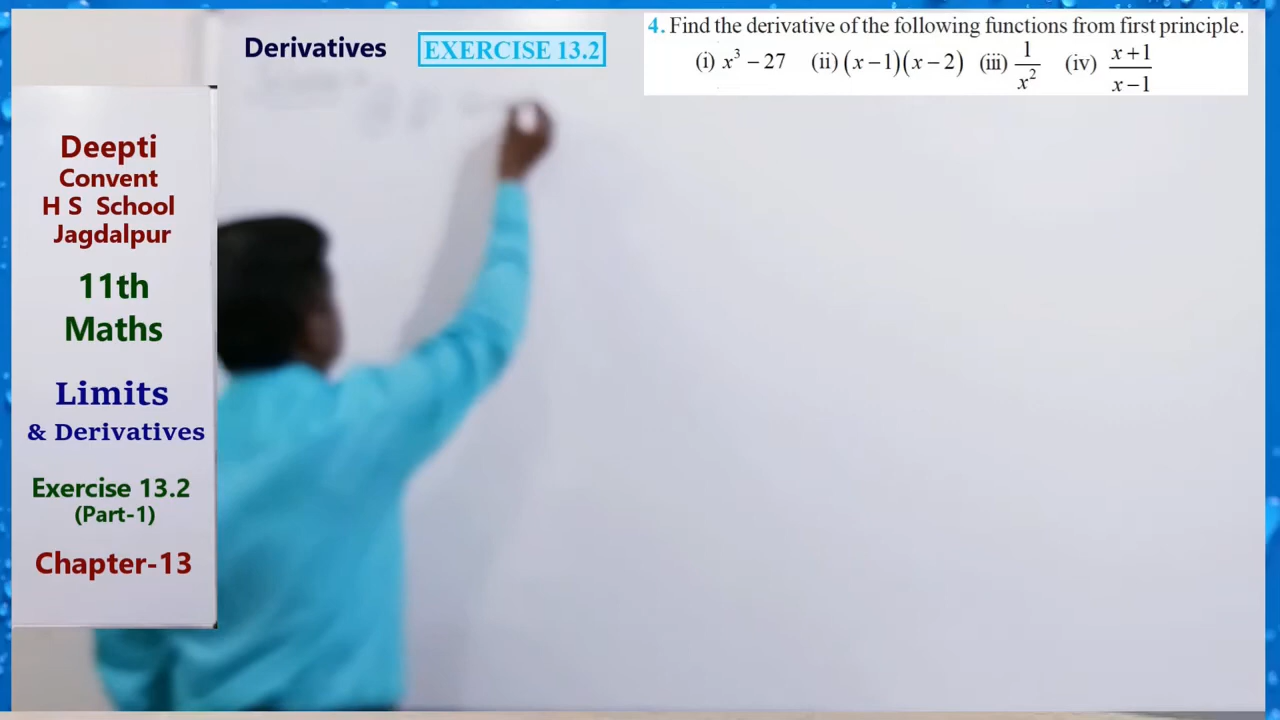 Derivatives EXERCISE 13.2
4. Find the derivative of the following functions from first principle.
(i) x³ − 27 (ii) (x−1)(x−2) (iii) 1/x² (iv) x+1/x−1
Deepti
Convent
H S School
Jagdalpur
11th
Maths
Limits
& Derivatives
Exercise 13.2
(Part-1)
Chapter-13